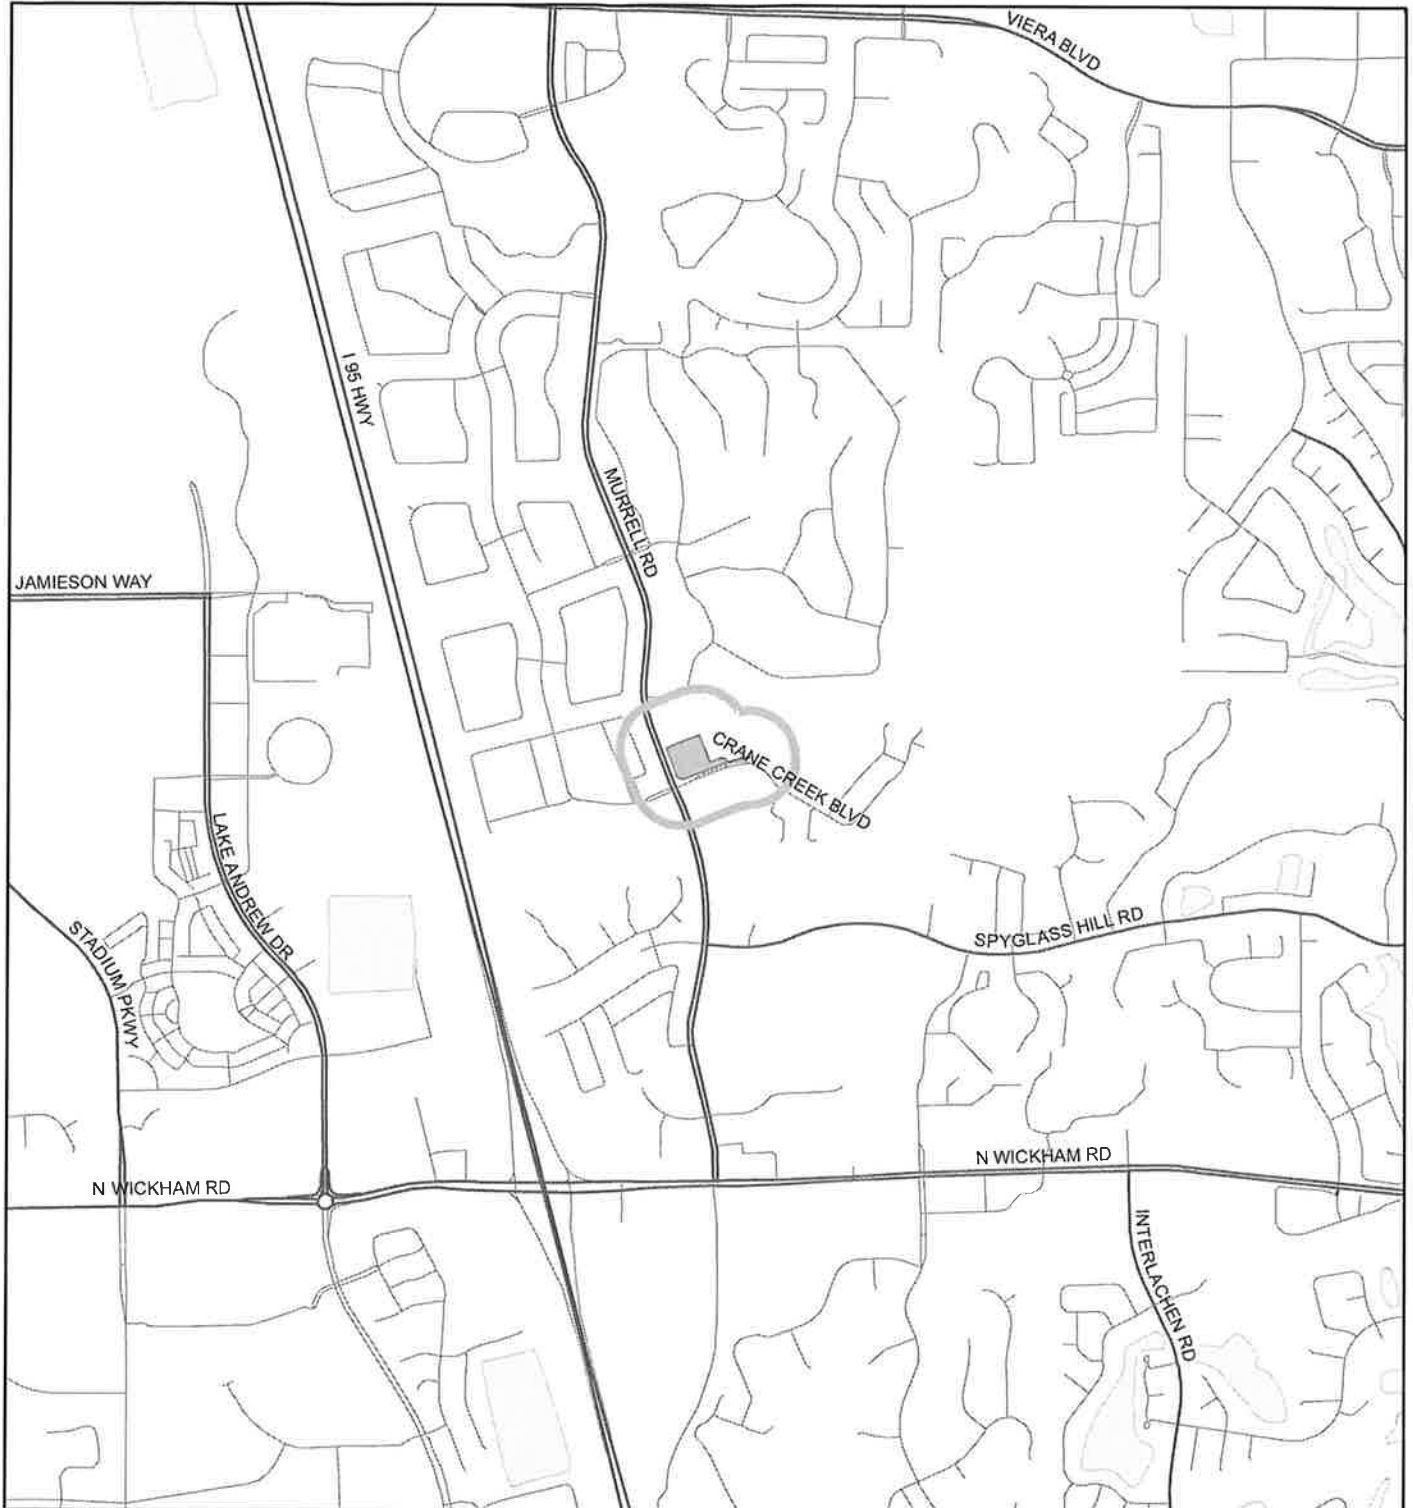 VIERA BLVD
I 95 HWY
MURRELL RD
JAMIESON WAY
CRANE CREEK BLVD
LAKE ANDREW DR
STADIUM PKWY
SPYGLASS HILL RD
N WICKHAM RD
N WICKHAM RD
INTERLACHEN RD